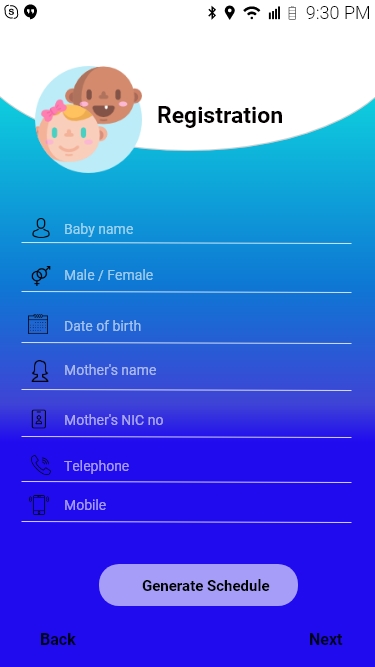 9:30 PM
Registration
Baby name
Male / Female
Date of birth
Mother's name
Mother's NIC no
Telephone
Mobile
Generate Schedule
Back Next